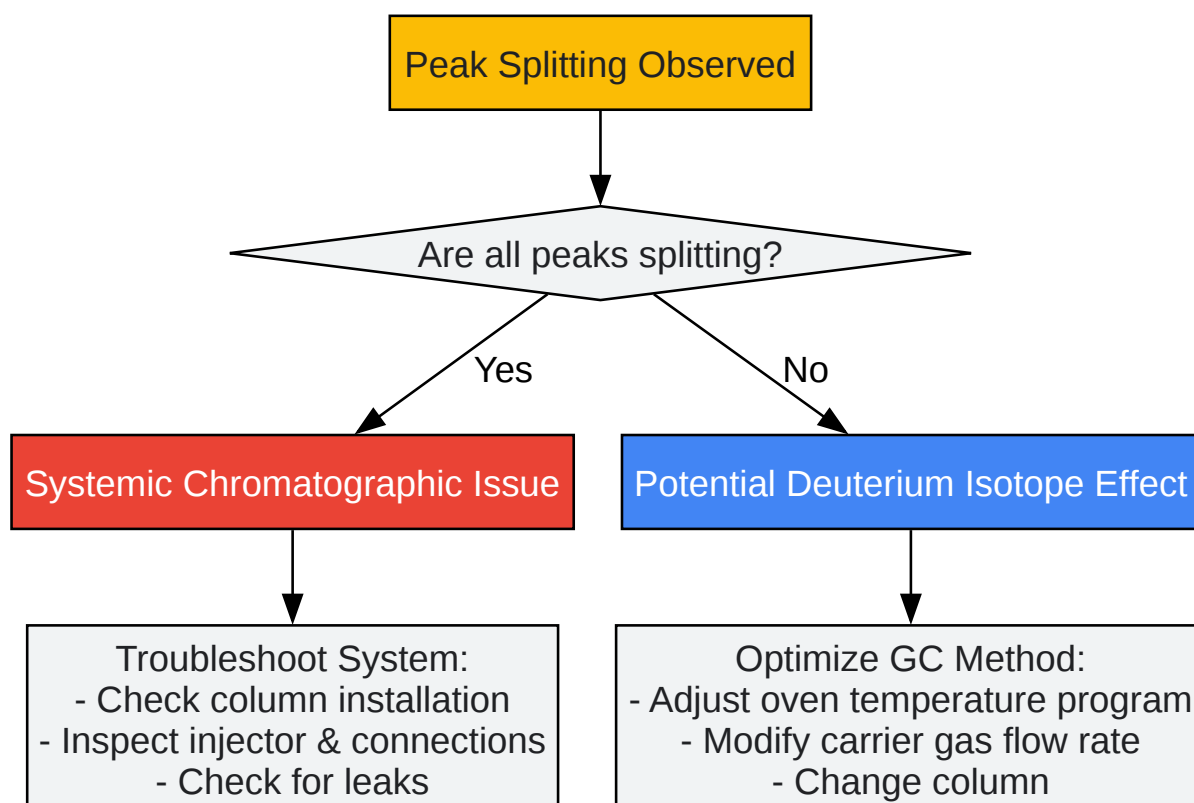 Peak Splitting Observed
Are all peaks splitting?
Yes
No
Systemic Chromatographic Issue
Potential Deuterium Isotope Effect
Troubleshoot System:
- Check column installation
- Inspect injector & connections
- Check for leaks
Optimize GC Method:
- Adjust oven temperature program
- Modify carrier gas flow rate
- Change column